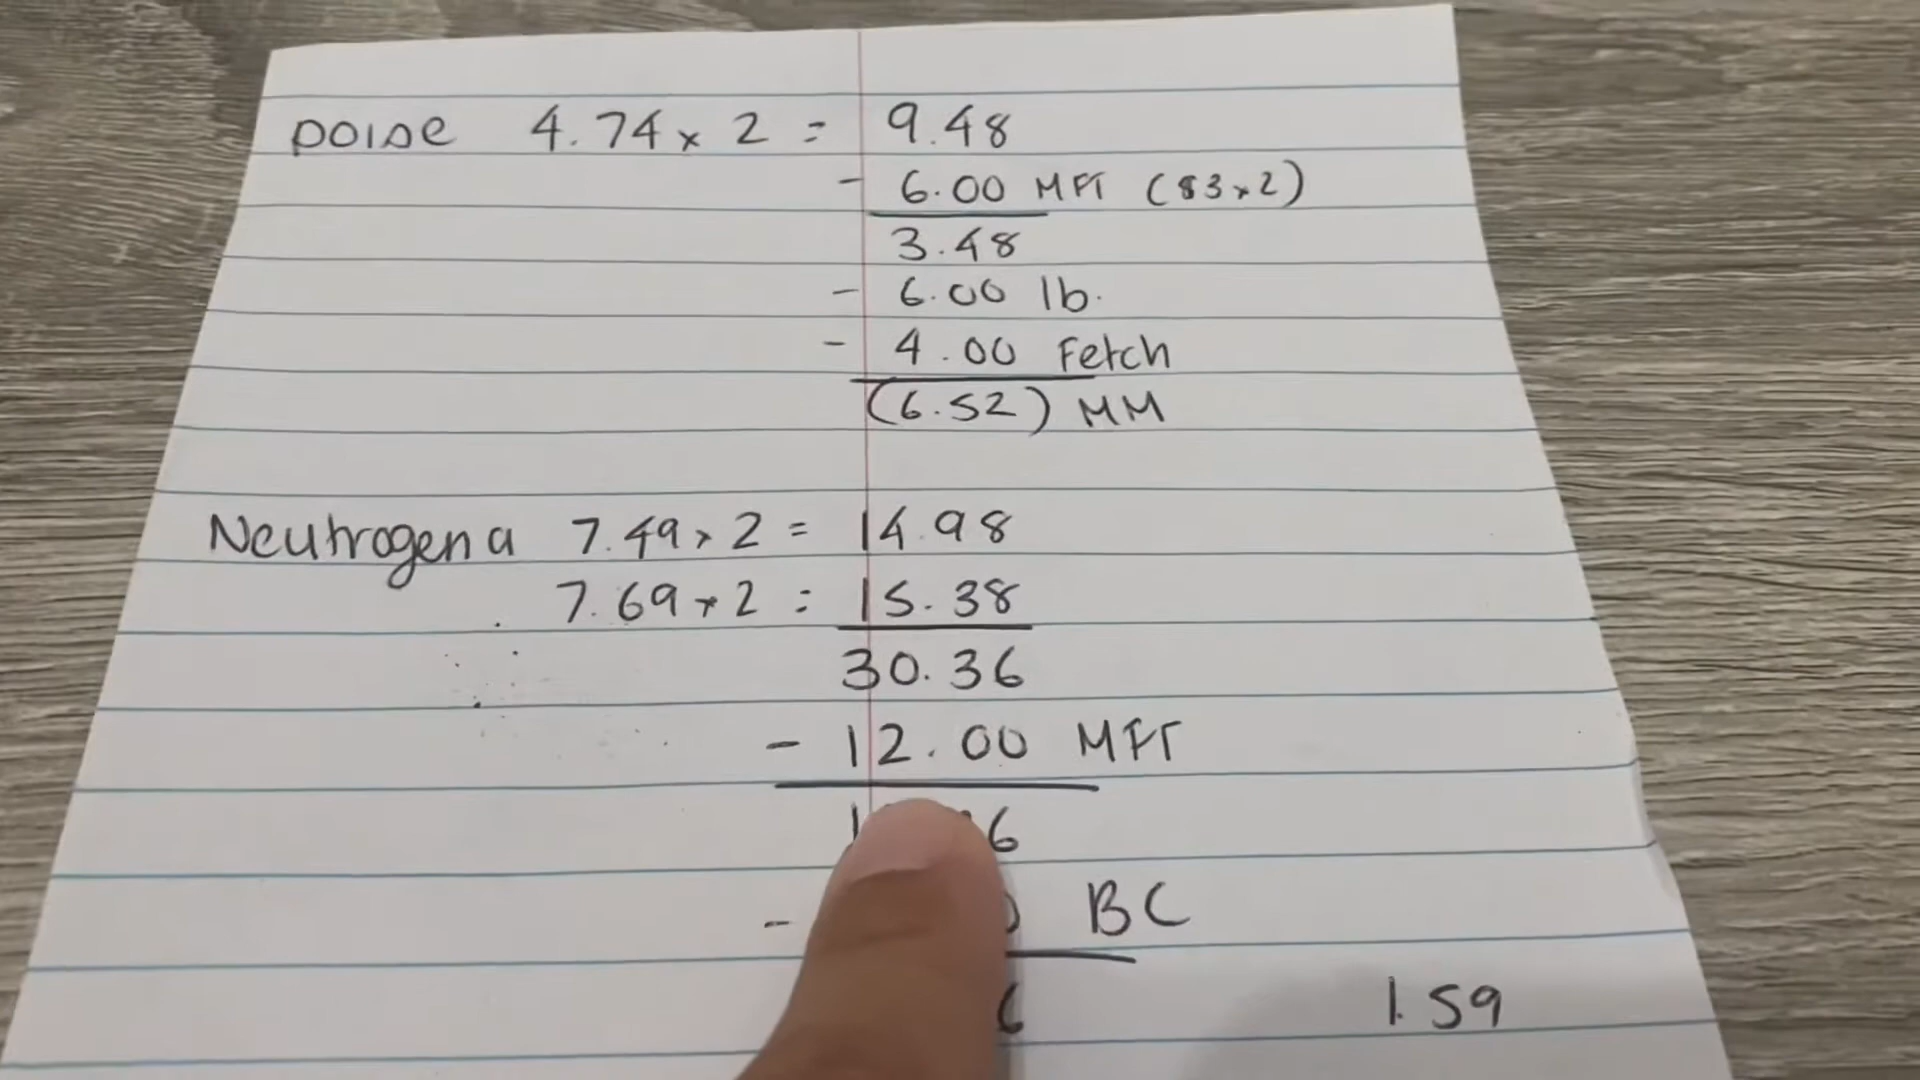 POISE 4.74 x 2 = 9.48
- 6.00 MFT ($3 x 2)
3.48
- 6.00 Ib.
- 4.00 Fetch
(6.52) MM
Neutrogena 7.49 x 2 = 14.98
7.69 x 2 = 15.38
30.36
- 12.00 MFT
- BC
1.59